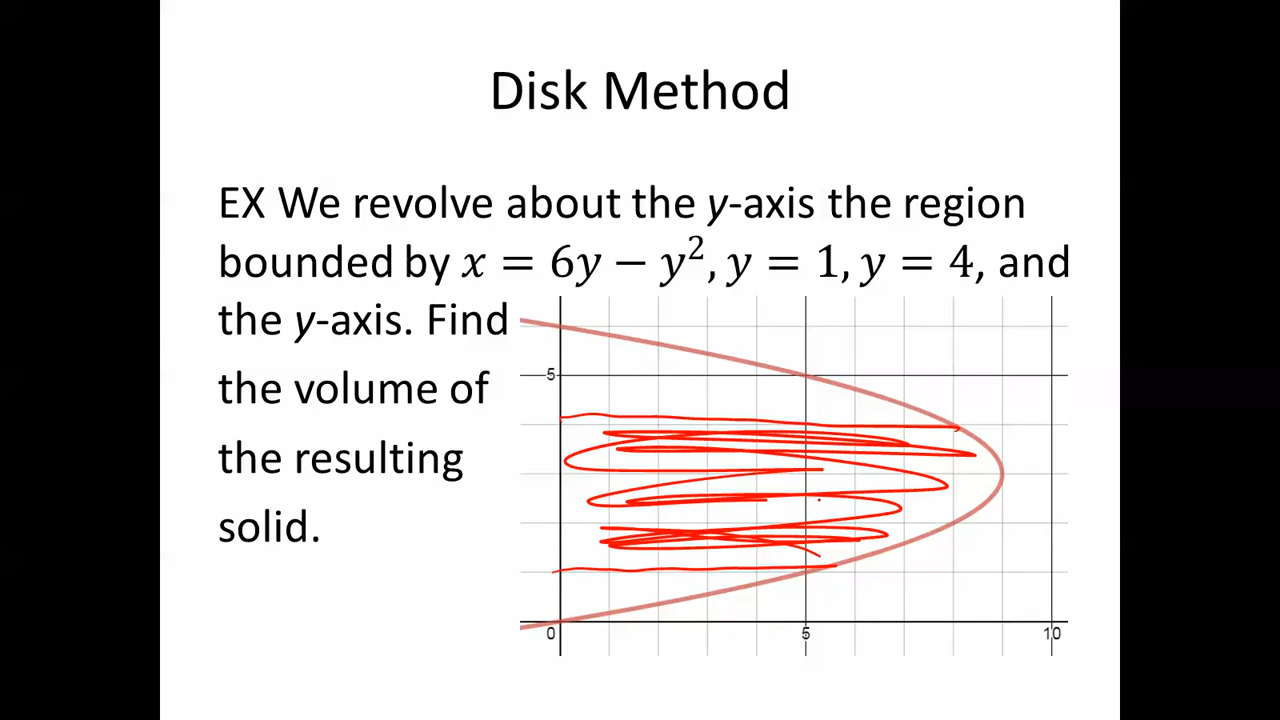 Disk Method
EX We revolve about the y-axis the region
bounded by x = 6y − y², y = 1, y = 4, and
the y-axis. Find
the volume of
the resulting
solid.
5
0 5 10